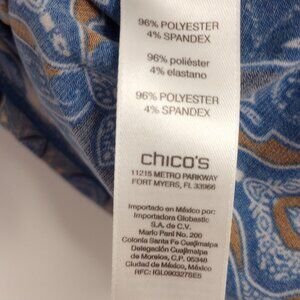 96% POLYESTER
4% SPANDEX
96% poliéster
4% elastano
96% POLYESTER
4% SPANDEX
chico's
11215 METRO PARKWAY
FORT MYERS, FL 33966
Importado en México por:
Importadora Globastic
S.A. de C.V.
Mario Pani No. 200
Colonia Santa Fe Cuajimalpa
Delegación Cuajimalpa
de Morelos, C.P. 05348
Ciudad de México, México
RFC: IGL090327SE5